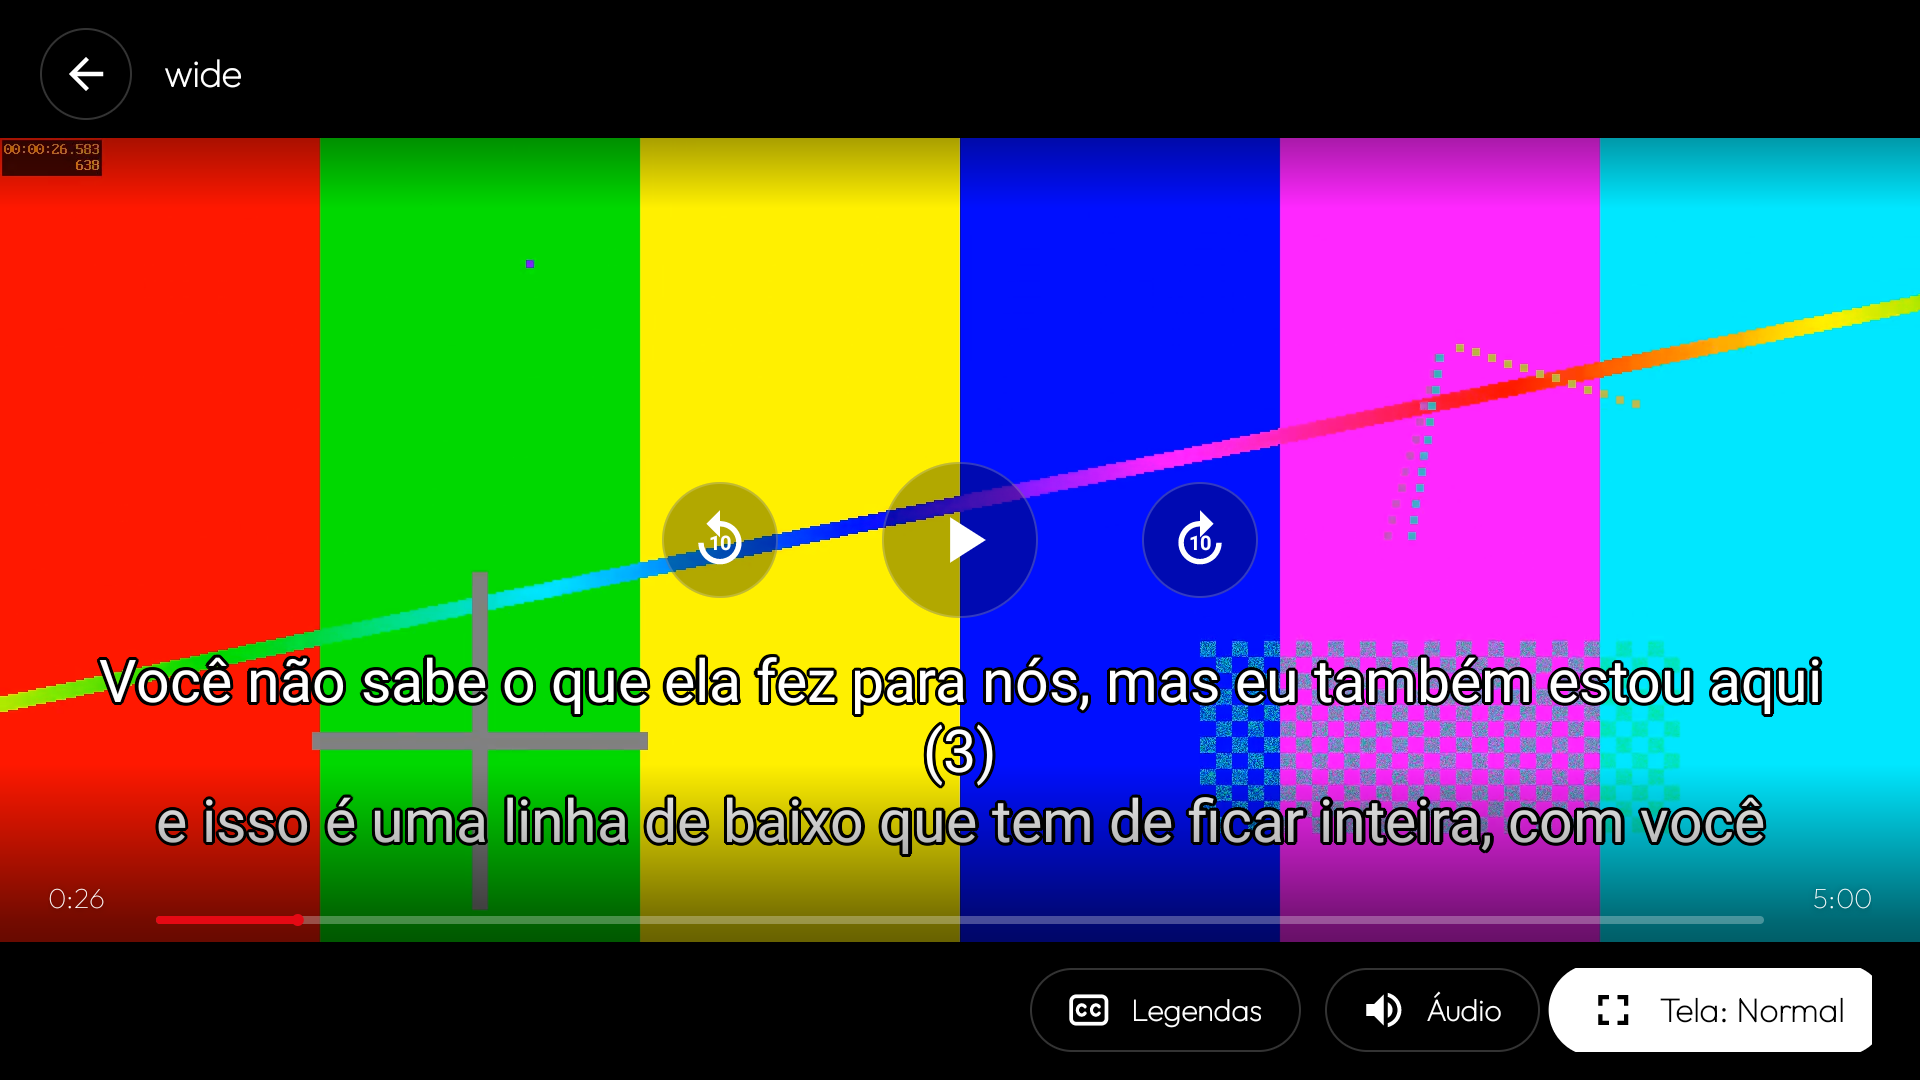 wide
00:00:26.583
638
10
10
Você não sabe o que ela fez para nós, mas eu também estou aqui
(3)
e isso é uma linha de baixo que tem de ficar inteira, com você
0:26
5:00
CC Legendas
Áudio
Tela: Normal